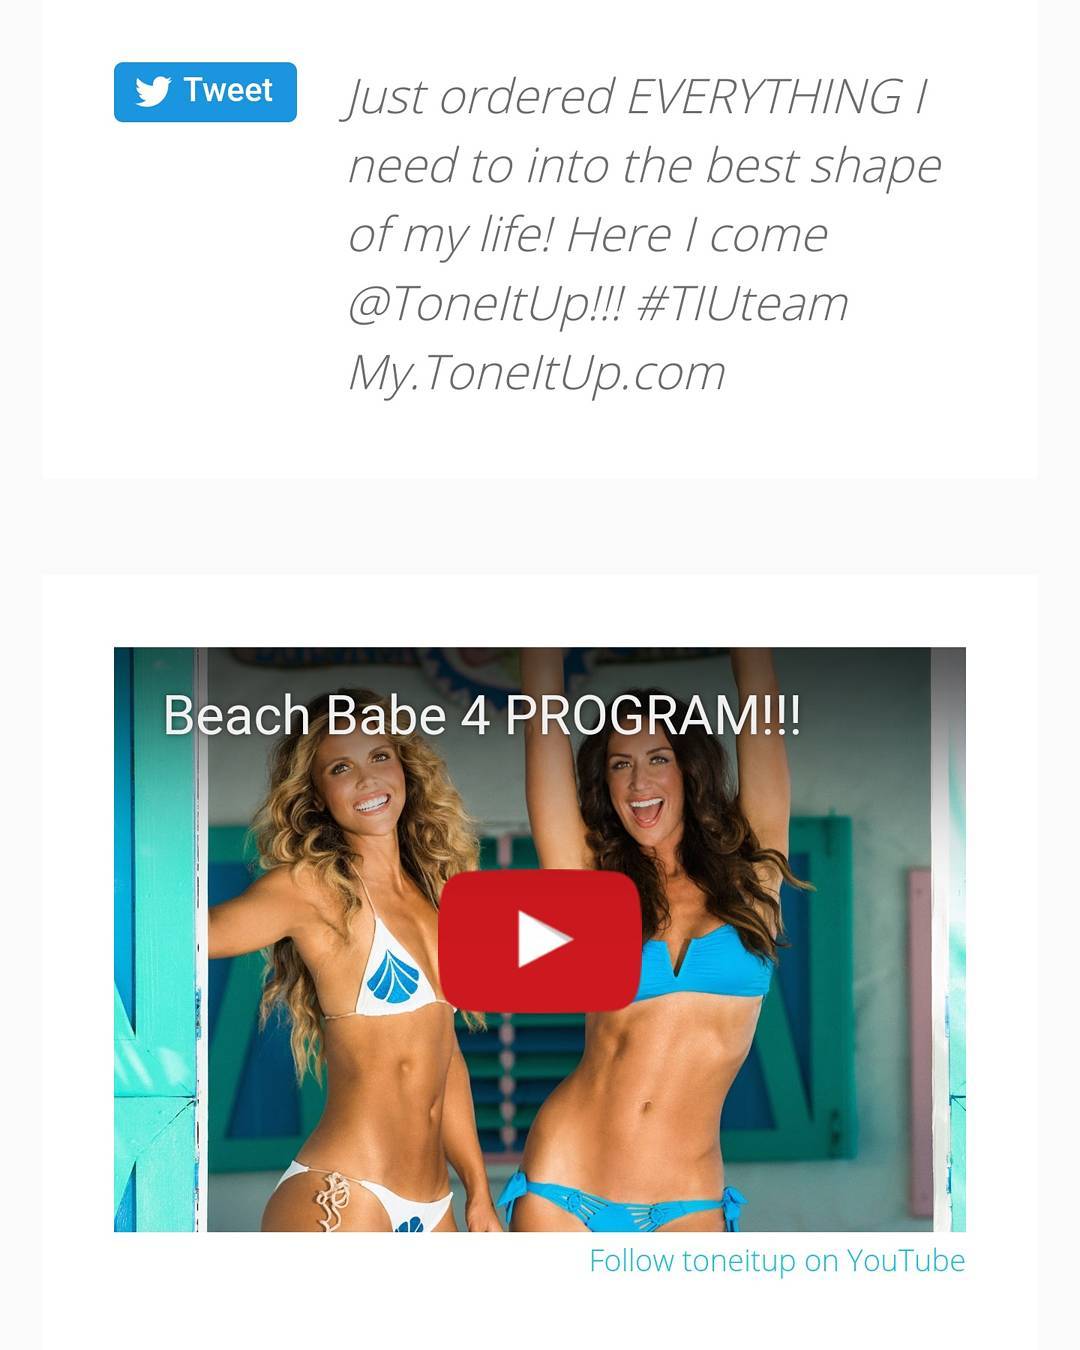 Tweet
Just ordered EVERYTHING I
need to into the best shape
of my life! Here I come
@ToneItUp!!! #TIUteam
My.ToneItUp.com
Beach Babe 4 PROGRAM!!!
Follow toneitup on YouTube